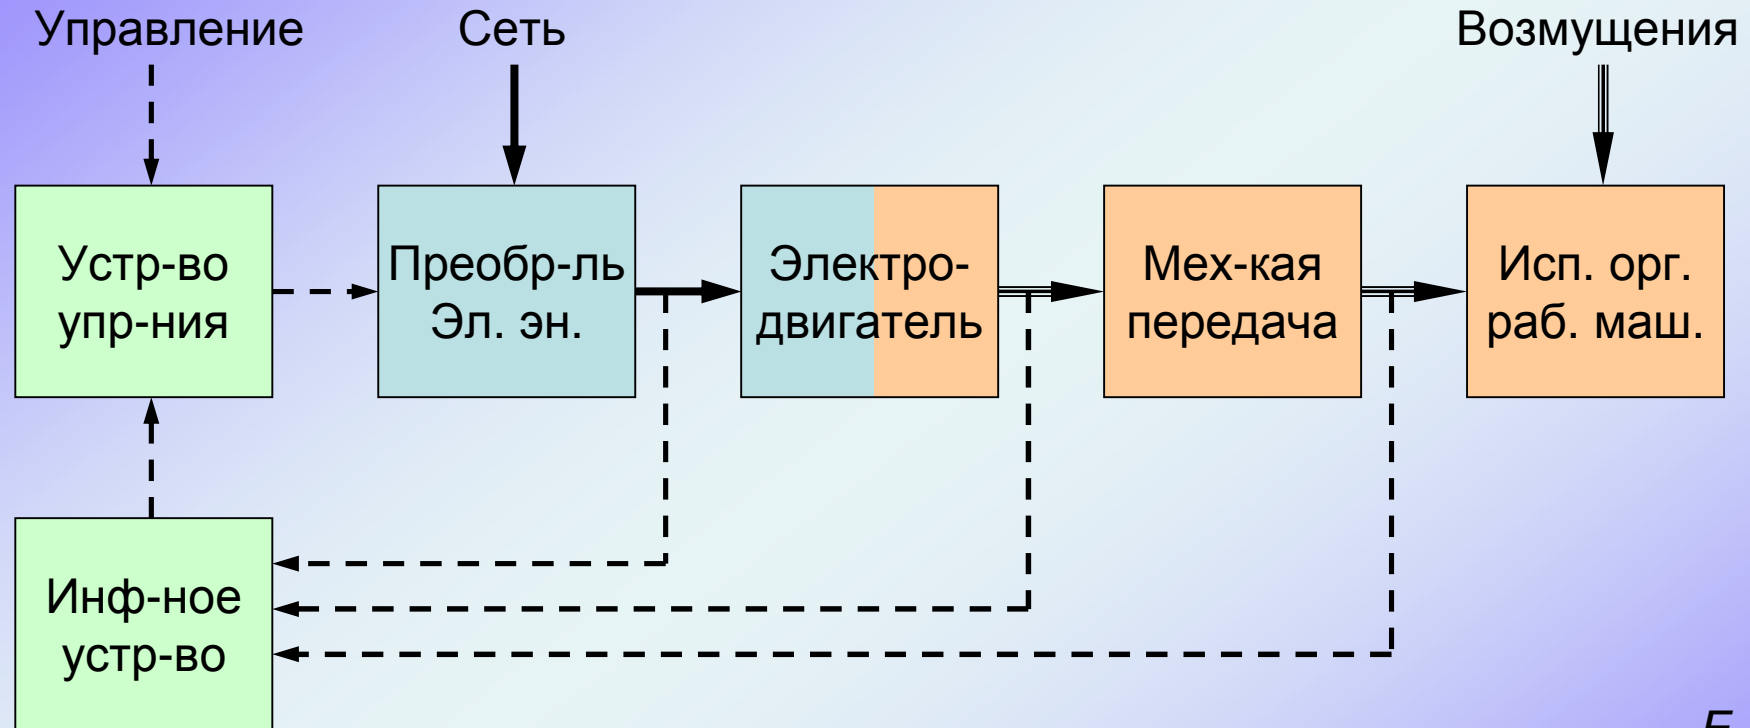 Управление
Сеть
Возмущения
Устр-во
упр-ния
Преобр-ль
Эл. эн.
Электро-
двигатель
Мех-кая
передача
Исп. орг.
раб. маш.
Инф-ное
устр-во